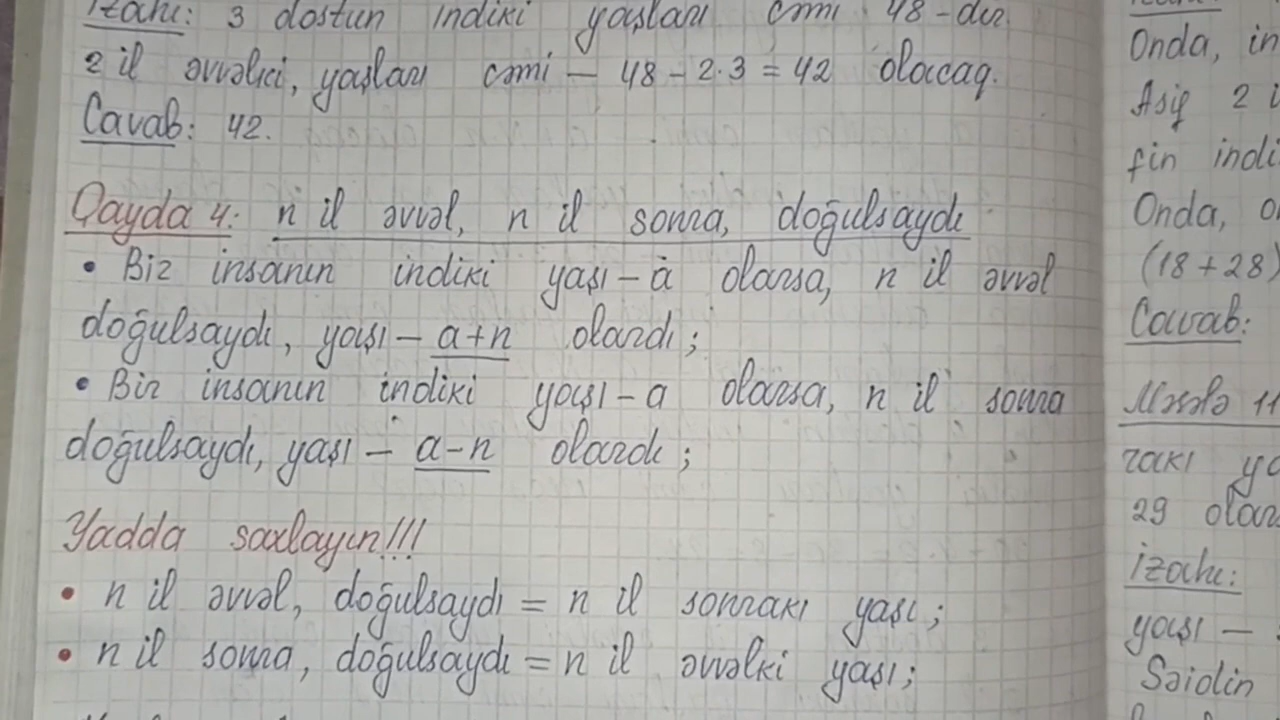 İzahı: 3 dostun indiki yaşları cəmi 48-dir.
2 il əvvəlki, yaşları cəmi – 48 – 2·3 = 42 olacaq.
Cavab: 42.
Qayda 4: n il əvvəl, n il sonra, doğulsaydı
• Bir insanın indiki yaşı – a olarsa, n il əvvəl
doğulsaydı, yaşı – a+n olardı;
• Bir insanın indiki yaşı – a olarsa, n il sonra
doğulsaydı, yaşı – a–n olardı;
Yadda saxlayın!!!
• n il əvvəl, doğulsaydı = n il sonrakı yaşı;
• n il sonra, doğulsaydı = n il əvvəlki yaşı;
Onda, in
Asif 2 i
fin indi
Onda, o
(18 + 28)
Cavab:
Məsələ 11
rakı ya
29 olar
İzahı:
yaşı –
Saidin